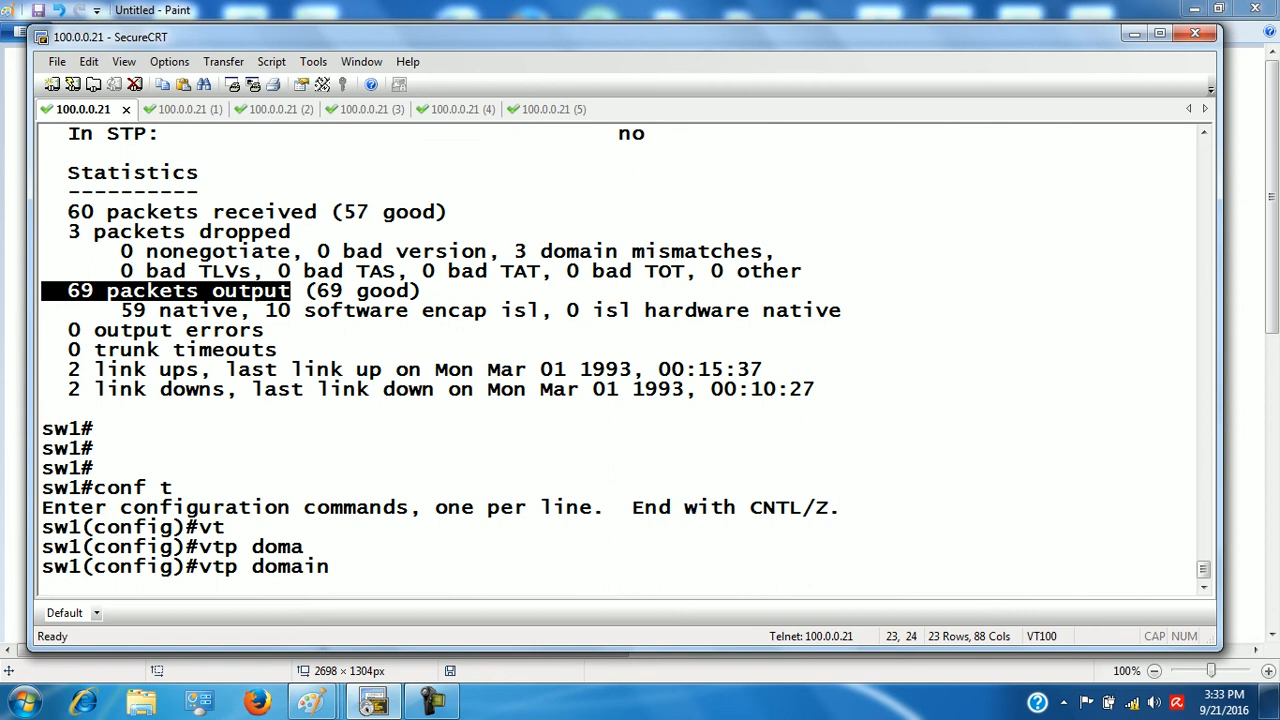 Untitled - Paint
100.0.0.21 - SecureCRT
File Edit View Options Transfer Script Tools Window Help
100.0.0.21 100.0.0.21 (1) 100.0.0.21 (2) 100.0.0.21 (3) 100.0.0.21 (4) 100.0.0.21 (5)
In STP: no
Statistics
----------
60 packets received (57 good)
3 packets dropped
0 nonegotiate, 0 bad version, 3 domain mismatches,
0 bad TLVs, 0 bad TAS, 0 bad TAT, 0 bad TOT, 0 other
69 packets output (69 good)
59 native, 10 software encap isl, 0 isl hardware native
0 output errors
0 trunk timeouts
2 link ups, last link up on Mon Mar 01 1993, 00:15:37
2 link downs, last link down on Mon Mar 01 1993, 00:10:27
sw1#
sw1#
sw1#
sw1#conf t
Enter configuration commands, one per line.  End with CNTL/Z.
sw1(config)#vt
sw1(config)#vtp doma
sw1(config)#vtp domain
Default
Ready Telnet: 100.0.0.21 23, 24 23 Rows, 88 Cols VT100 CAP NUM
2698 × 1304px 100%
3:33 PM
9/21/2016